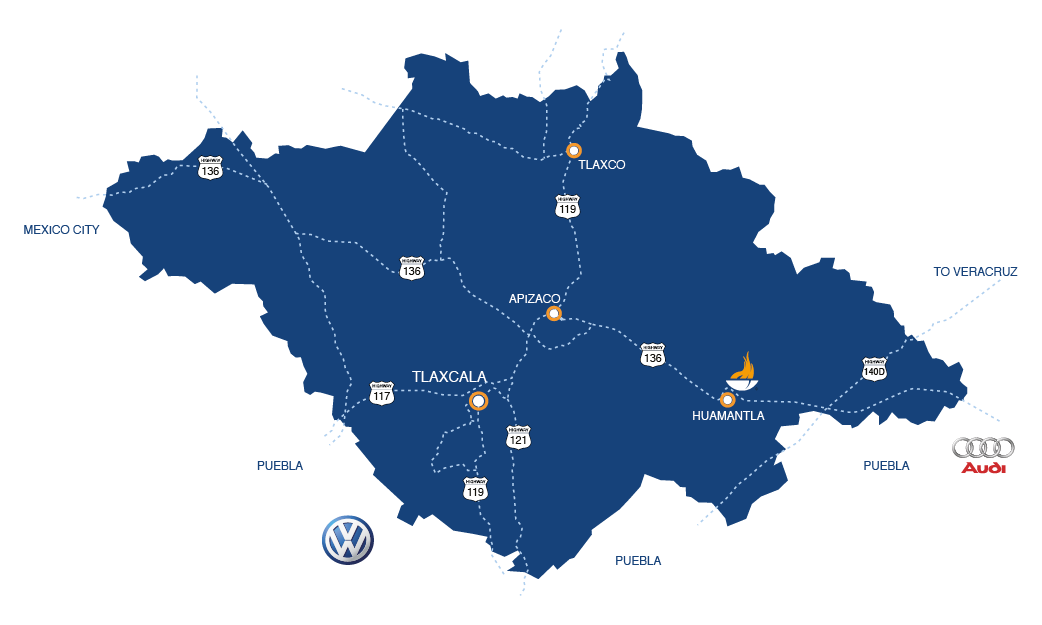 HIGHWAY
136
TLAXCO
HIGHWAY
119
MEXICO CITY
HIGHWAY
136
TO VERACRUZ
APIZACO
HIGHWAY
136
HIGHWAY
140D
TLAXCALA
HIGHWAY
117
HUAMANTLA
HIGHWAY
121
PUEBLA
PUEBLA
Audi
HIGHWAY
119
VW
PUEBLA